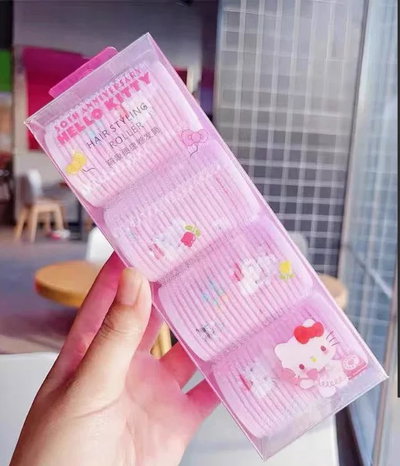 50TH ANNIVERSARY
HELLO KITTY
HAIR STYLING
ROLLER